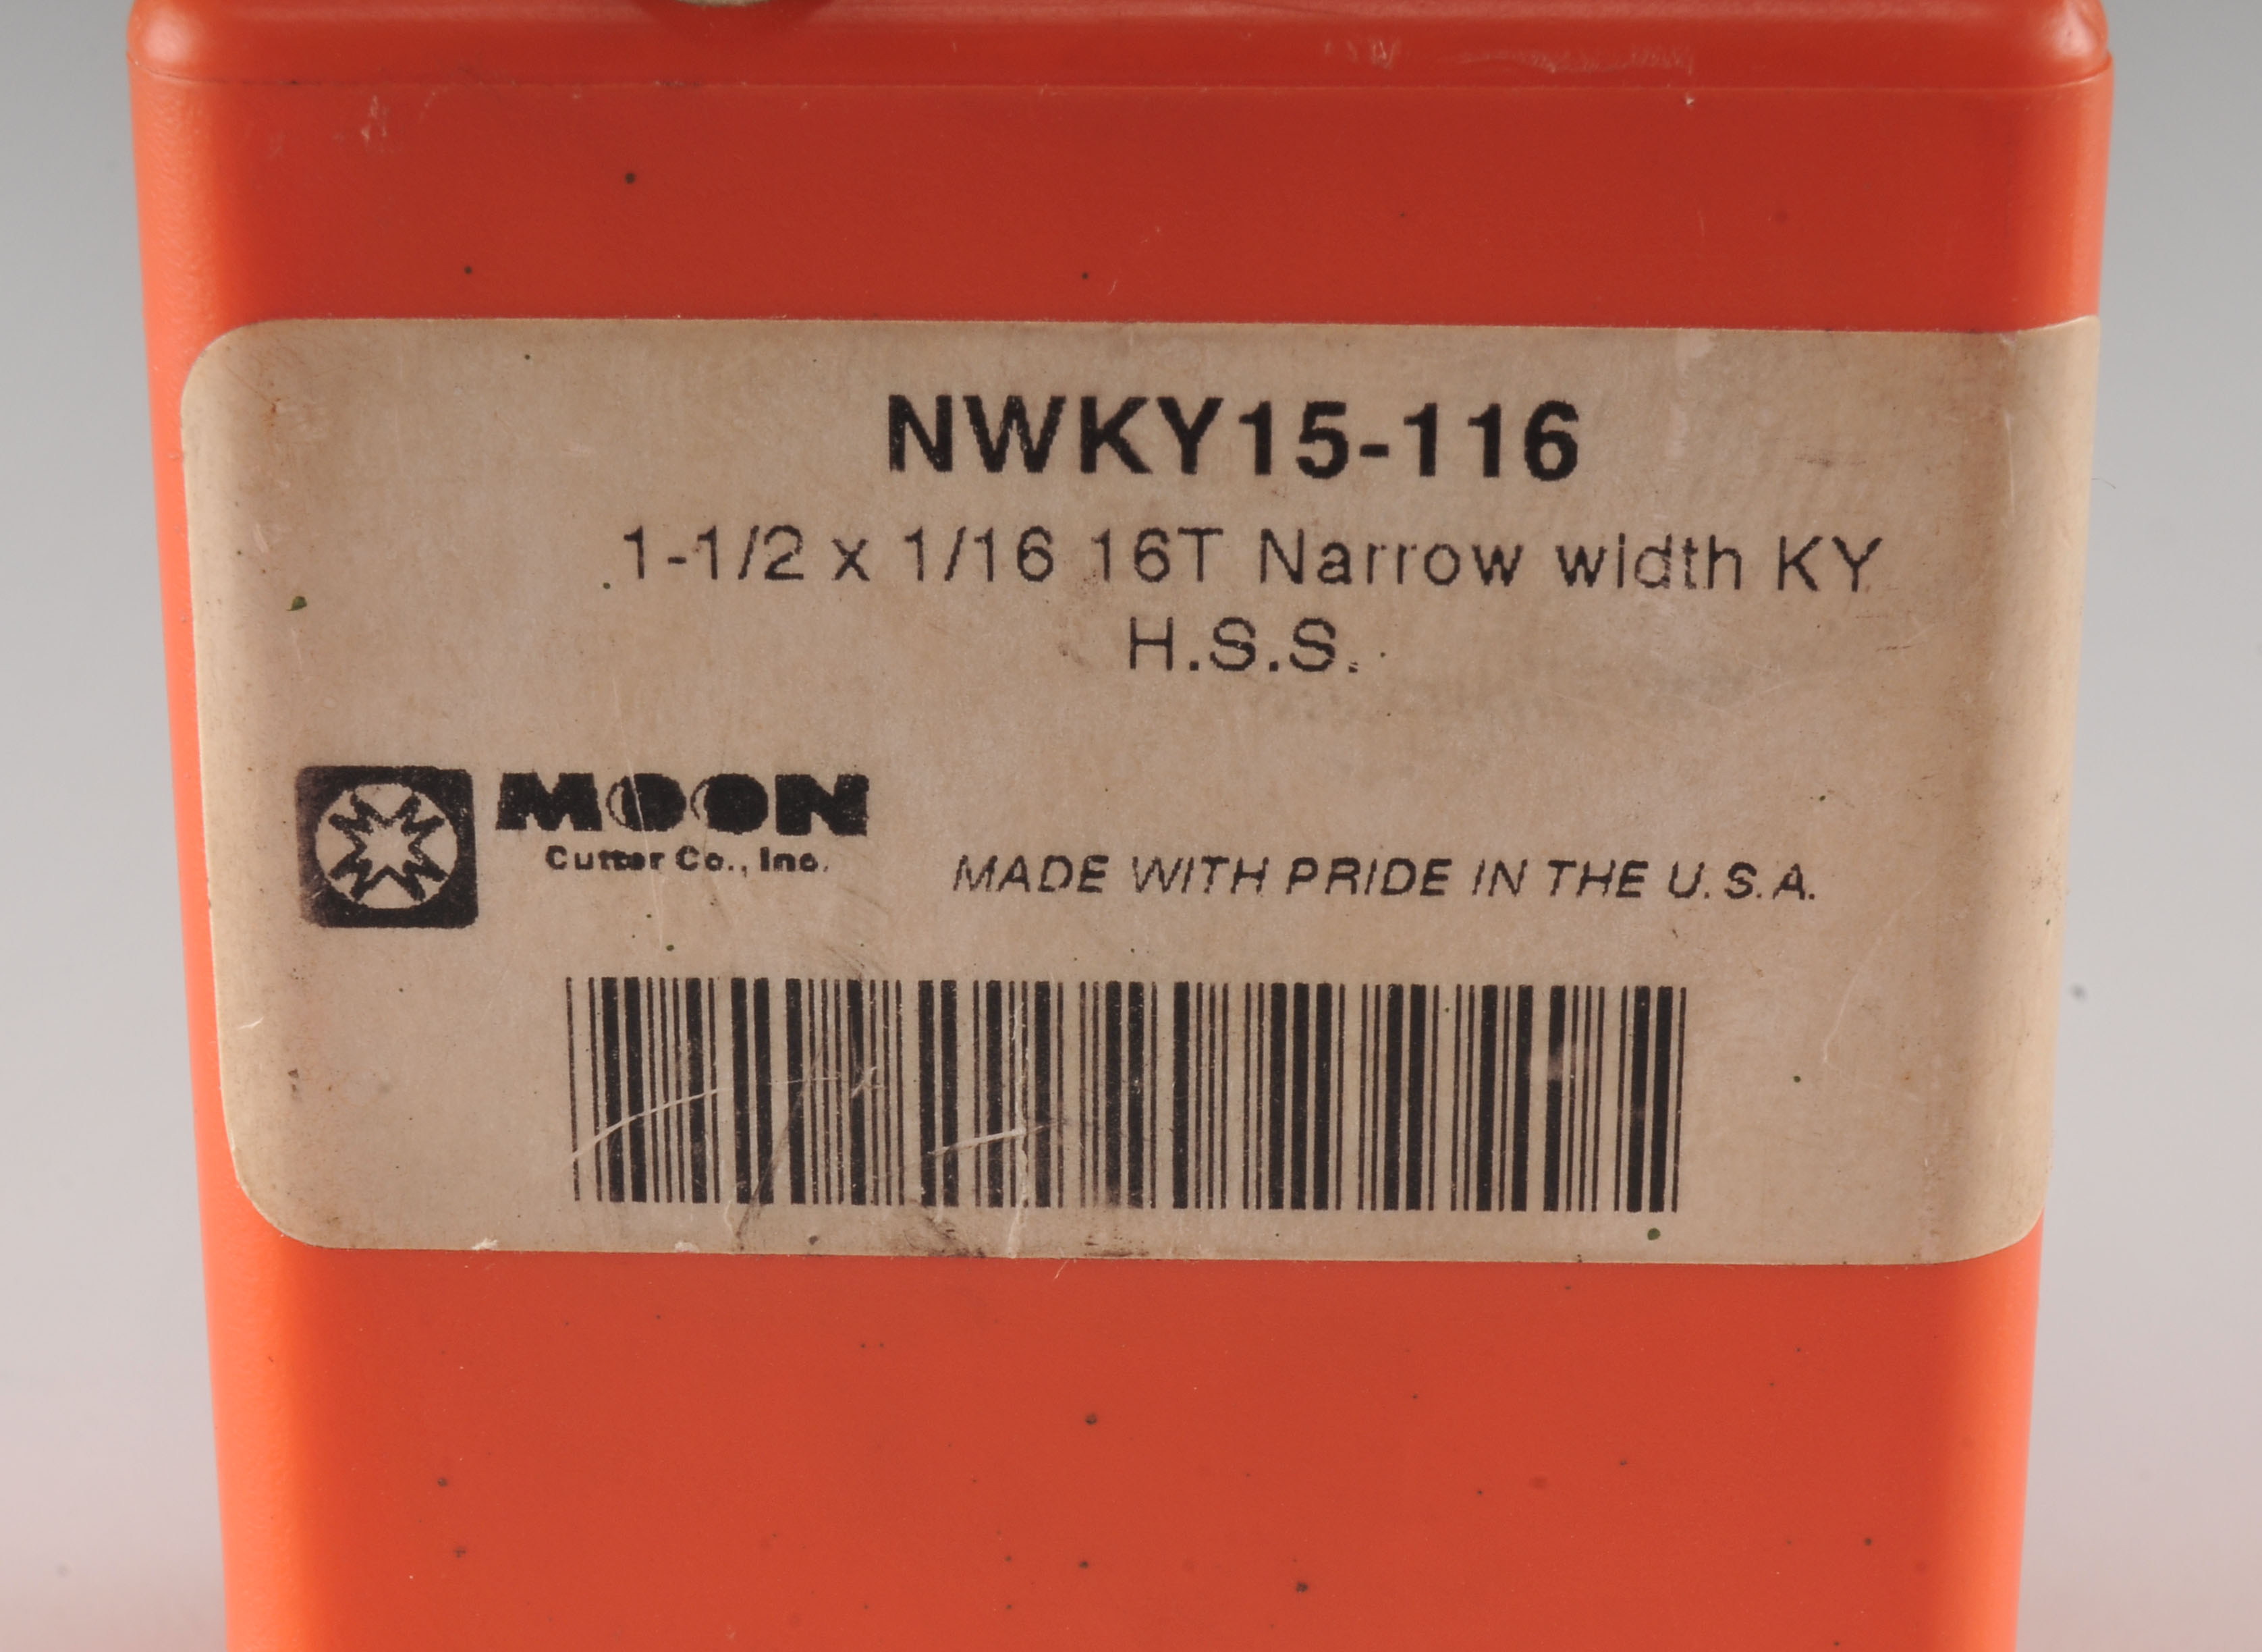 NWKY15-116
1-1/2 x 1/16 16T Narrow width KY
H.S.S.
MOON
Cutter Co., Inc.
MADE WITH PRIDE IN THE U.S.A.